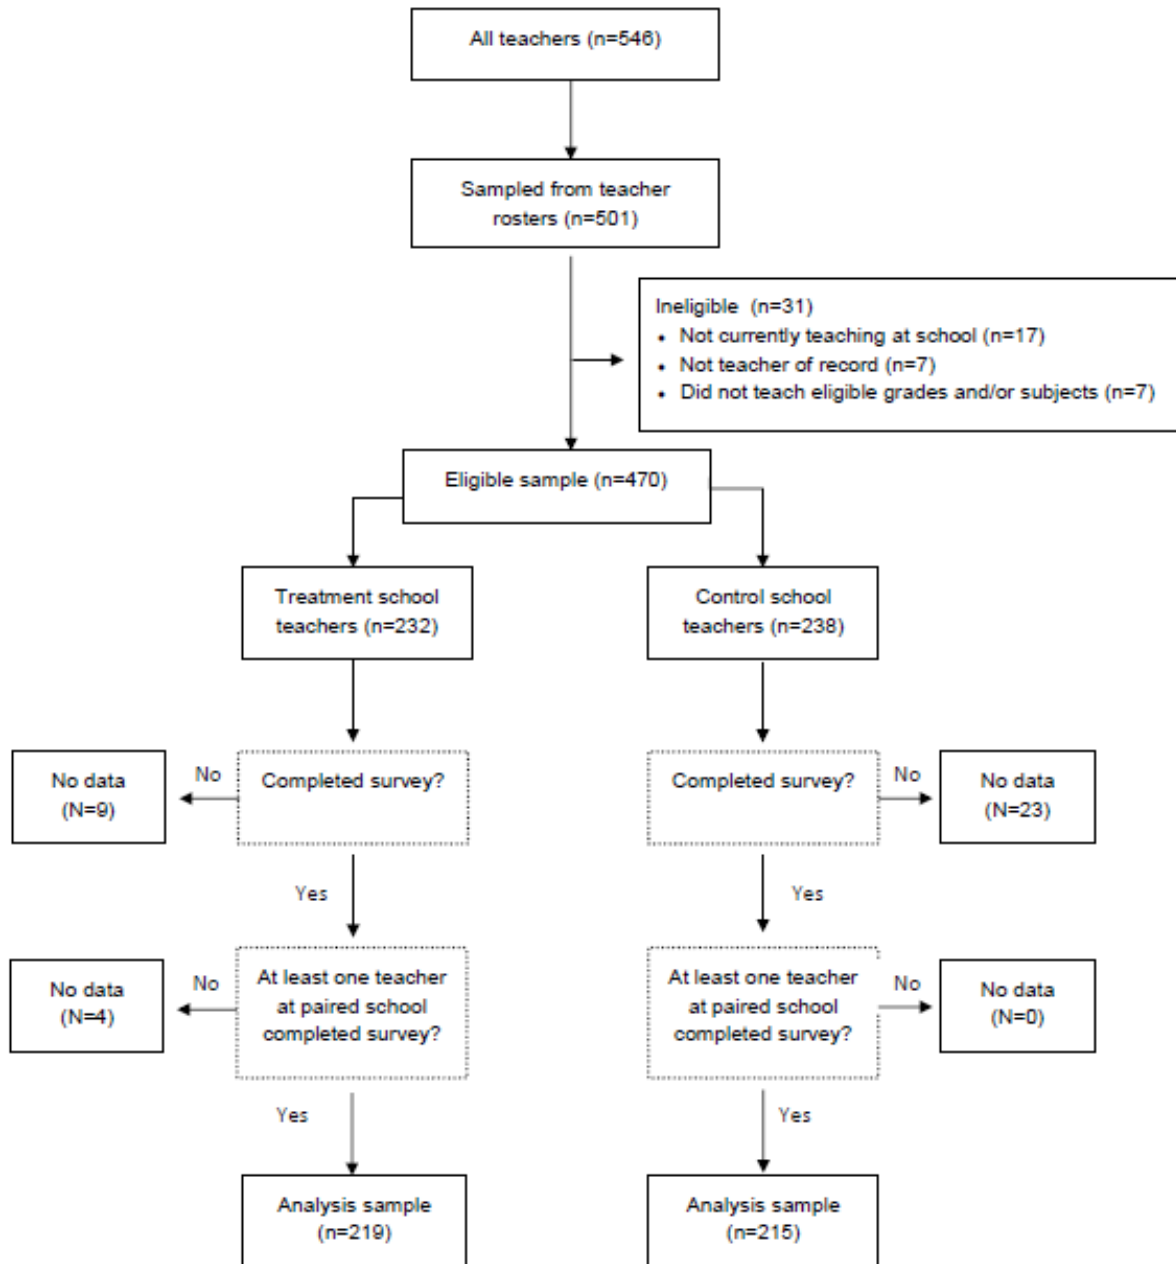 All teachers (n=546)
Sampled from teacher
rosters (n=501)
Ineligible (n=31)
• Not currently teaching at school (n=17)
• Not teacher of record (n=7)
• Did not teach eligible grades and/or subjects (n=7)
Eligible sample (n=470)
Treatment school
teachers (n=232)
Control school
teachers (n=238)
No data
(N=9)
No
Completed survey?
Completed survey?
No
No data
(N=23)
Yes
Yes
No data
(N=4)
No
At least one teacher
at paired school
completed survey?
At least one teacher
at paired school
completed survey?
No
No data
(N=0)
Yes
Yes
Analysis sample
(n=219)
Analysis sample
(n=215)